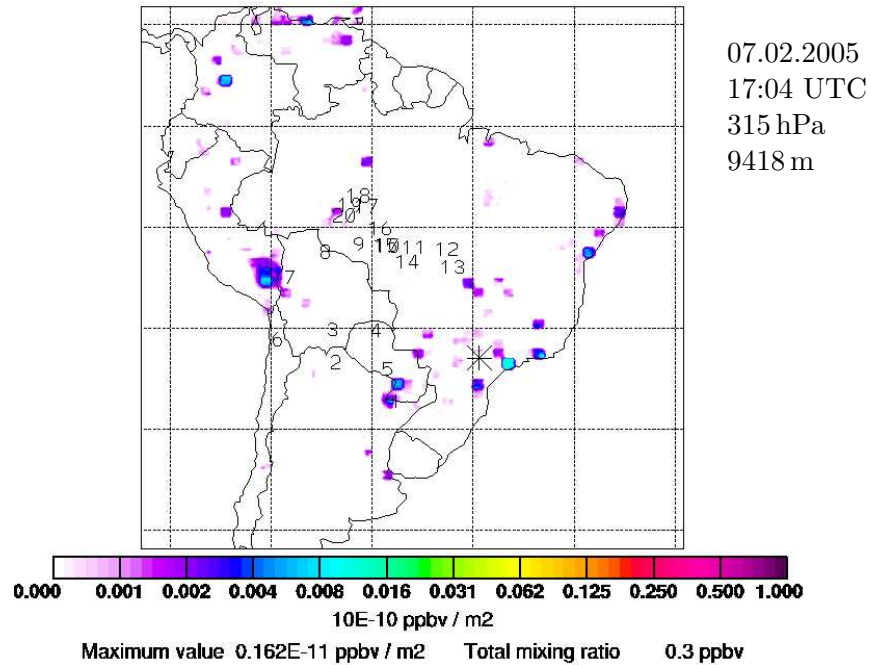 07.02.2005
17:04 UTC
315 hPa
9418 m
18
19 17
20
16
9 15 11 12
8 14 13
7
3 4
6
2 5
0.000 0.001 0.002 0.004 0.008 0.016 0.031 0.062 0.125 0.250 0.500 1.000
10E-10 ppbv / m2
Maximum value 0.162E-11 ppbv / m2 Total mixing ratio 0.3 ppbv